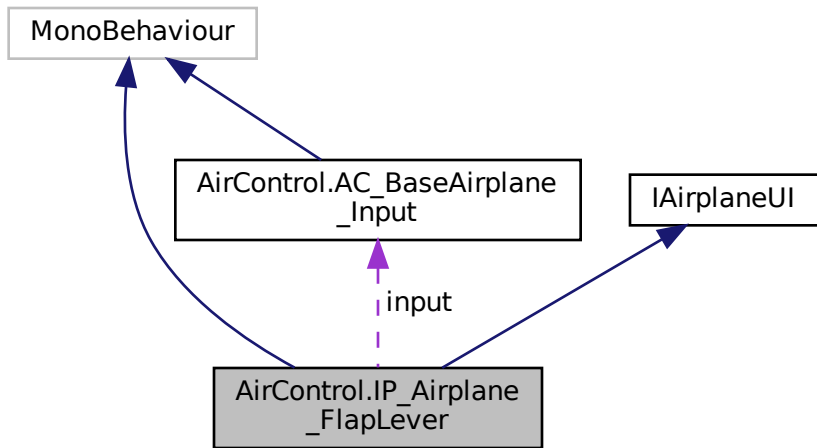 MonoBehaviour
AirControl.AC_BaseAirplane
_Input
IAirplaneUI
input
AirControl.IP_Airplane
_FlapLever